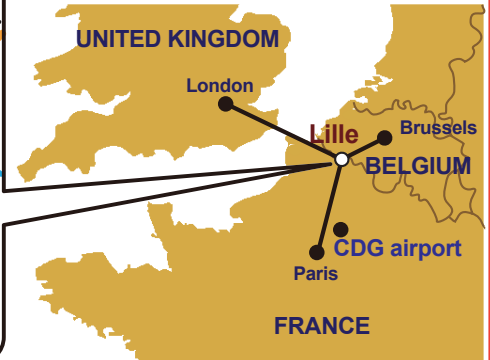 UNITED KINGDOM
London
Lille
Brussels
BELGIUM
CDG airport
Paris
FRANCE